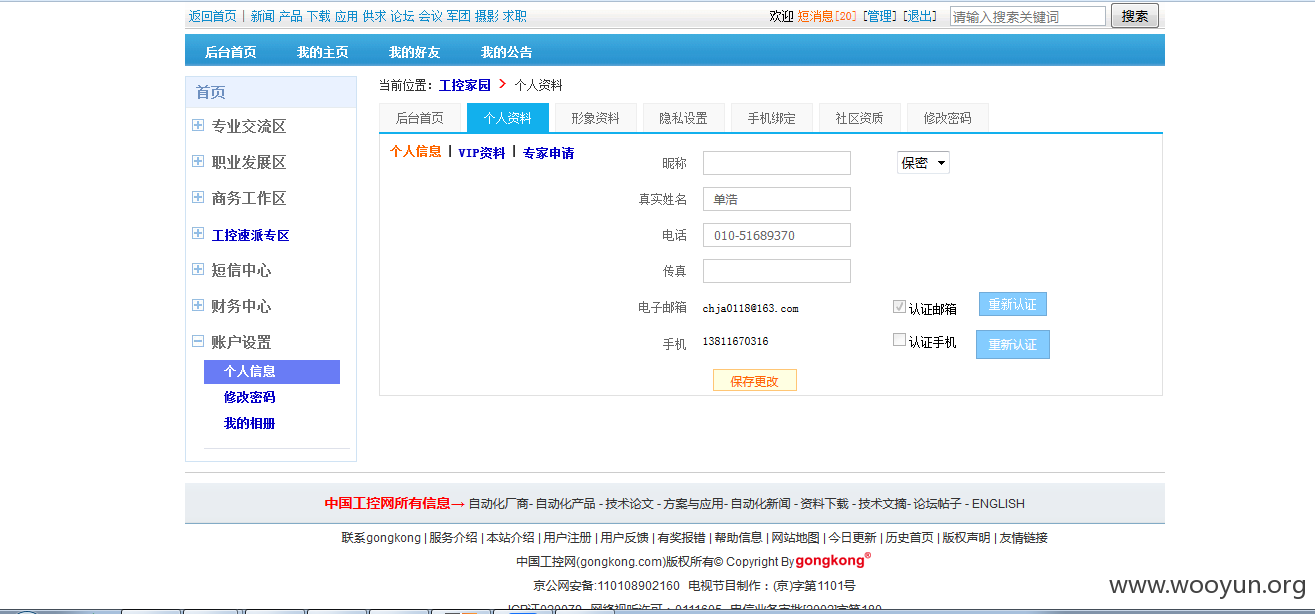 返回首页 | 新闻 产品 下载 应用 供求 论坛 会议 军团 摄影 求职
欢迎 短消息[20] [管理] [退出] 请输入搜索关键词 搜索
后台首页 我的主页 我的好友 我的公告
首页
专业交流区
职业发展区
商务工作区
工控速派专区
短信中心
财务中心
账户设置
个人信息
修改密码
我的相册
当前位置：工控家园 > 个人资料
后台首页 个人资料 形象资料 隐私设置 手机绑定 社区资质 修改密码
个人信息 | VIP资料 | 专家申请
昵称 保密
真实姓名 单浩
电话 010-51689370
传真
电子邮箱 chja0118@163.com 认证邮箱 重新认证
手机 13811670316 认证手机 重新认证
保存更改
中国工控网所有信息→ 自动化厂商- 自动化产品 - 技术论文 - 方案与应用- 自动化新闻 - 资料下载 - 技术文摘- 论坛帖子 - ENGLISH
联系gongkong | 服务介绍 | 本站介绍 | 用户注册 | 用户反馈 | 有奖报错 | 帮助信息 | 网站地图 | 今日更新 | 历史首页 | 版权声明 | 友情链接
中国工控网(gongkong.com)版权所有© Copyright By gongkong®
京公网安备:110108902160 电视节目制作：(京)字第1101号
www.wooyun.org